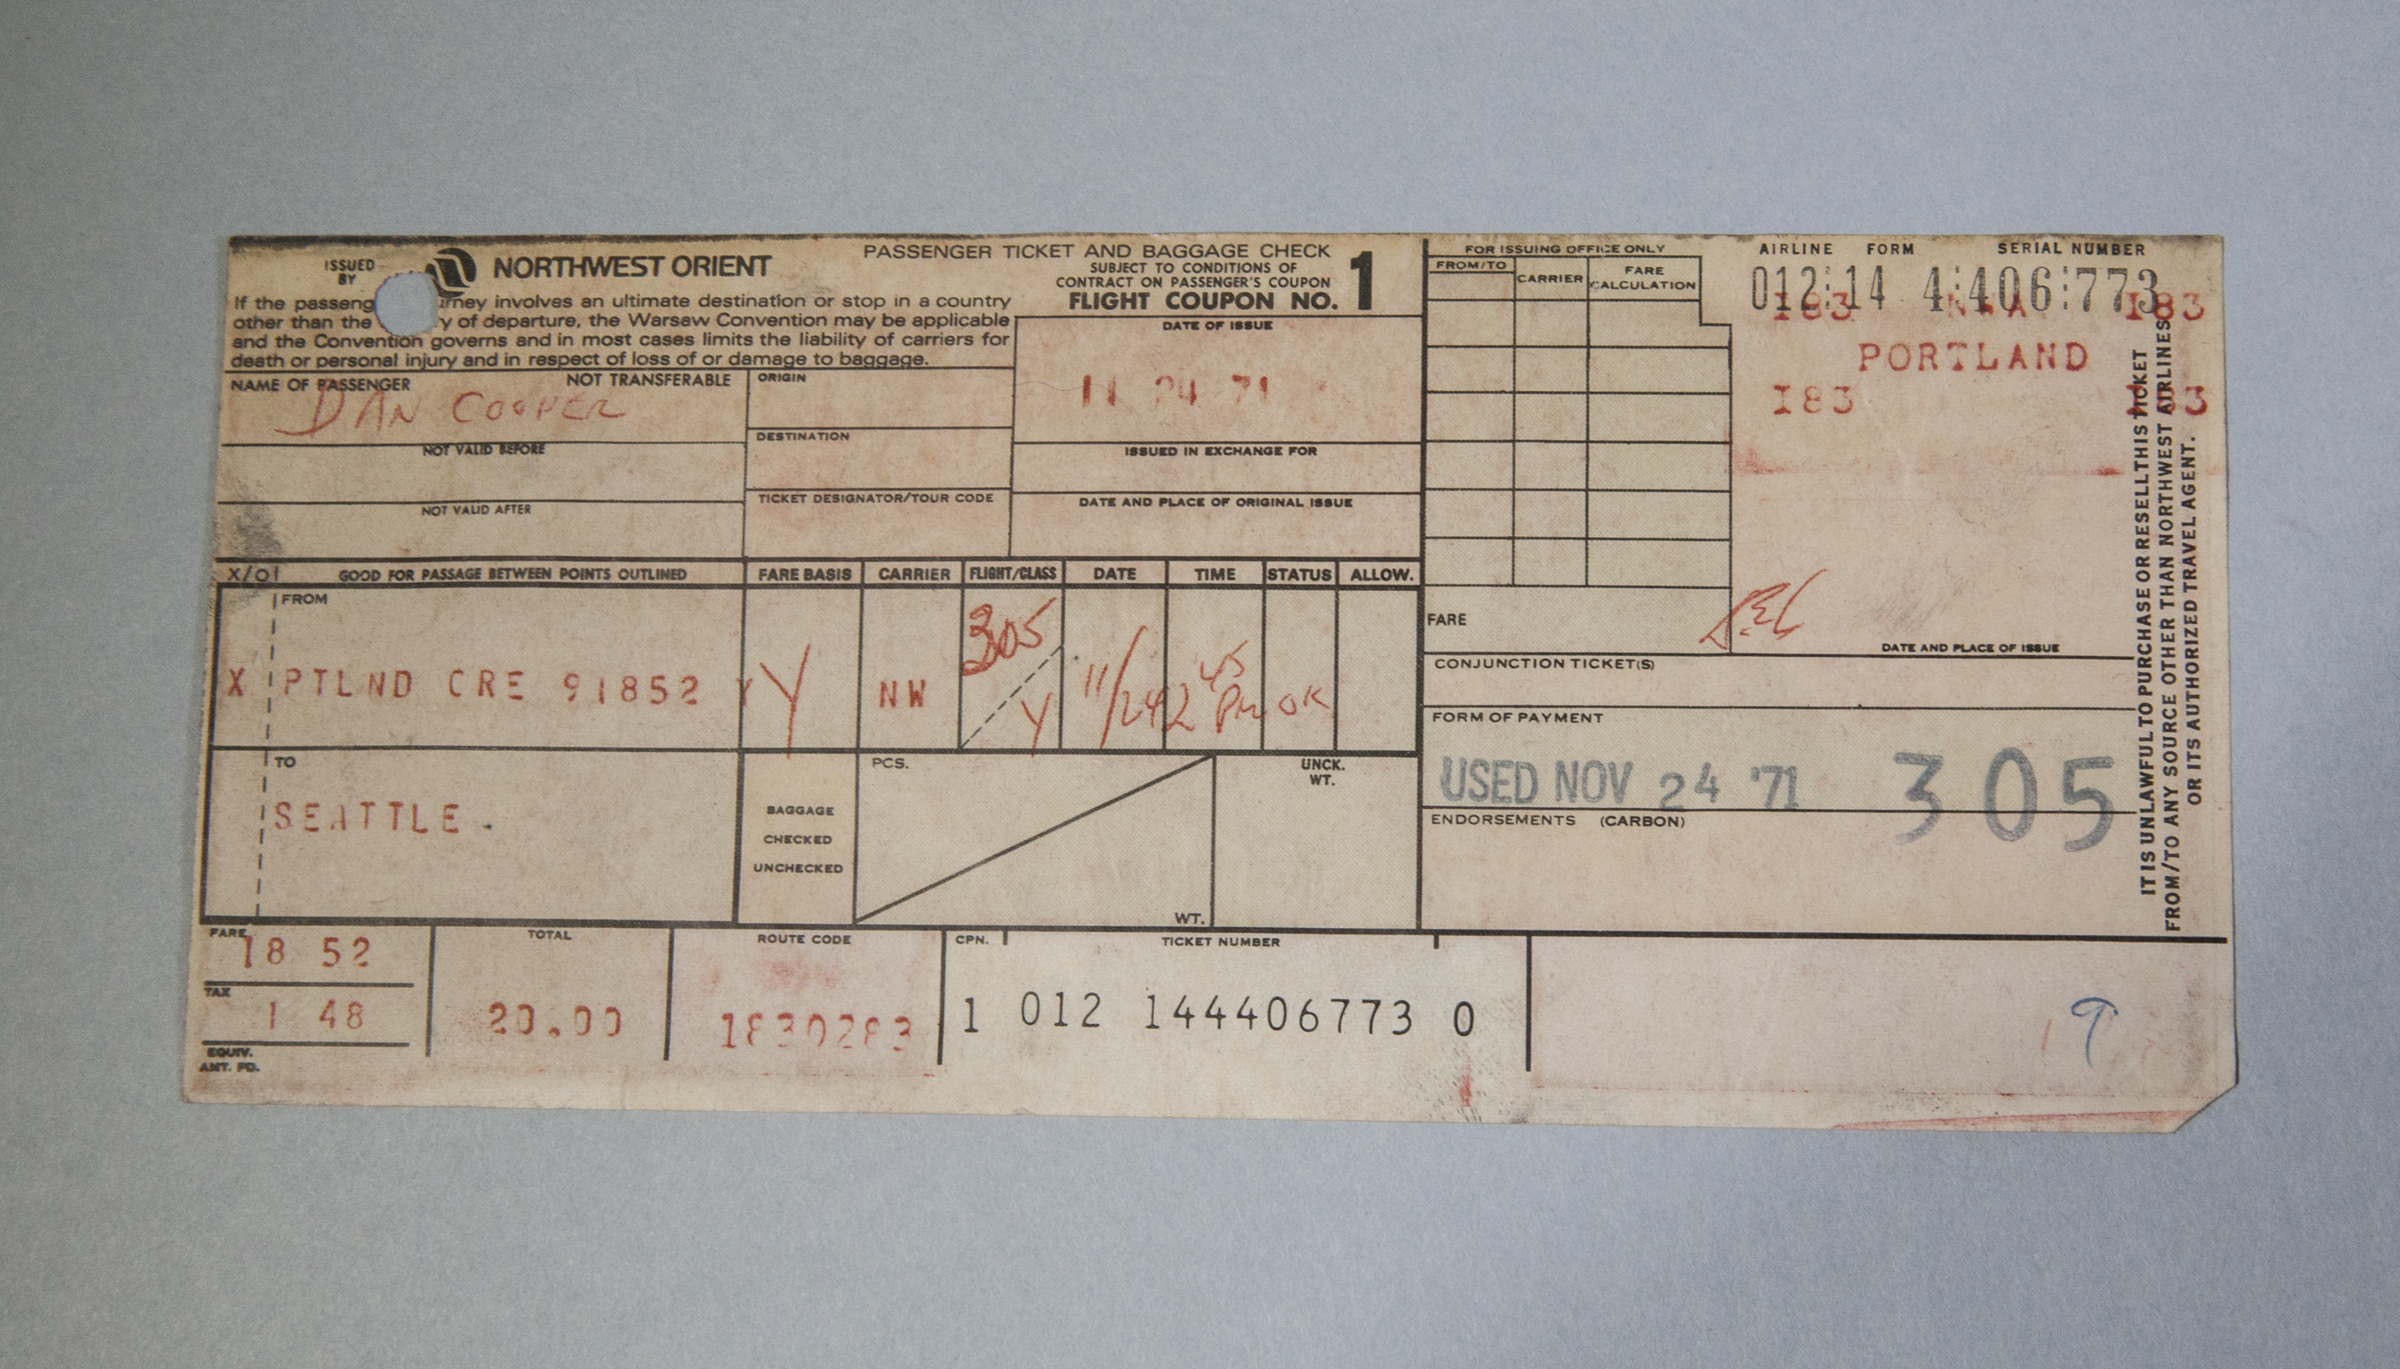 ISSUED BY
NORTHWEST ORIENT
PASSENGER TICKET AND BAGGAGE CHECK
SUBJECT TO CONDITIONS OF
CONTRACT ON PASSENGER'S COUPON
FLIGHT COUPON NO. 1
If the passeng urney involves an ultimate destination or stop in a country
other than the y of departure, the Warsaw Convention may be applicable
and the Convention governs and in most cases limits the liability of carriers for
death or personal injury and in respect of loss of or damage to baggage.
NAME OF PASSENGER NOT TRANSFERABLE
DAN COOPER
NOT VALID BEFORE
NOT VALID AFTER
ORIGIN
DESTINATION
TICKET DESIGNATOR/TOUR CODE
DATE OF ISSUE
11 24 71
ISSUED IN EXCHANGE FOR
DATE AND PLACE OF ORIGINAL ISSUE
FOR ISSUING OFFICE ONLY
FROM/TO CARRIER FARE CALCULATION
FARE
AIRLINE FORM SERIAL NUMBER
012:14 4:406:773
I83 NWA I83
PORTLAND
I83 I83
DATE AND PLACE OF ISSUE
IT IS UNLAWFUL TO PURCHASE OR RESELL THIS TICKET
FROM/TO ANY SOURCE OTHER THAN NORTHWEST AIRLINES
OR ITS AUTHORIZED TRAVEL AGENT.
X/O GOOD FOR PASSAGE BETWEEN POINTS OUTLINED FARE BASIS CARRIER FLIGHT/CLASS DATE TIME STATUS ALLOW.
FROM
X PTLND CRE 91852 Y Y NW 305 Y 11/24 2 45 PM OK
TO
SEATTLE.
BAGGAGE
CHECKED
UNCHECKED
PCS.
WT.
UNCK. WT.
CONJUNCTION TICKET(S)
FORM OF PAYMENT
USED NOV 24 '71 305
ENDORSEMENTS (CARBON)
FARE 18 52
TAX 1 48
EQUIV. AMT. PD.
TOTAL
20.00
ROUTE CODE
1830283
CPN. TICKET NUMBER
1 012 144406773 0